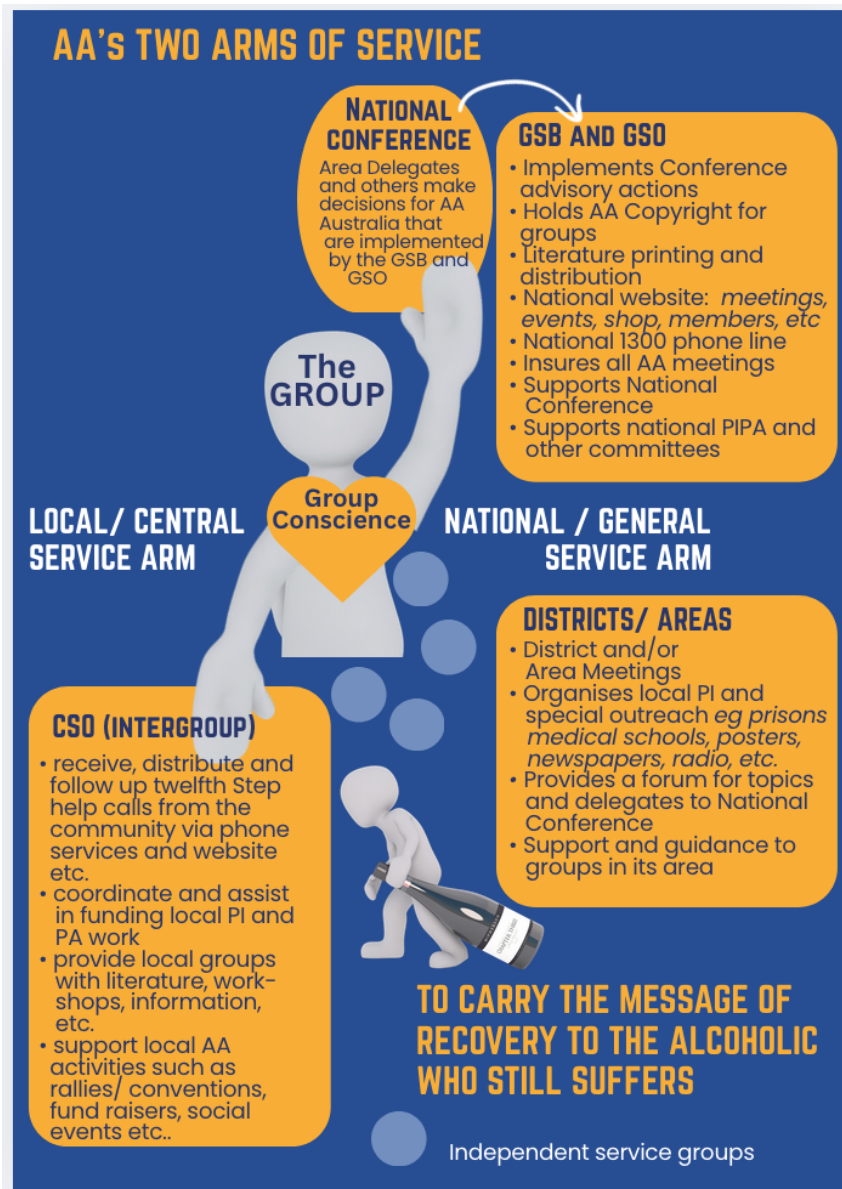 AA's TWO ARMS OF SERVICE
NATIONAL
CONFERENCE
Area Delegates
and others make
decisions for AA
Australia that
are implemented
by the GSB and
GSO
GSB AND GSO
• Implements Conference
advisory actions
• Holds AA Copyright for
groups
• Literature printing and
distribution
• National website: meetings,
events, shop, members, etc
• National 1300 phone line
• Insures all AA meetings
• Supports National
Conference
• Supports national PIPA and
other committees
The
GROUP
Group
Conscience
LOCAL/ CENTRAL
SERVICE ARM
NATIONAL / GENERAL
SERVICE ARM
DISTRICTS/ AREAS
• District and/or
Area Meetings
• Organises local PI and
special outreach eg prisons
medical schools, posters,
newspapers, radio, etc.
• Provides a forum for topics
and delegates to National
Conference
• Support and guidance to
groups in its area
CSO (INTERGROUP)
• receive, distribute and
follow up twelfth Step
help calls from the
community via phone
services and website
etc.
• coordinate and assist
in funding local PI and
PA work
• provide local groups
with literature, work-
shops, information,
etc.
• support local AA
activities such as
rallies/ conventions,
fund raisers, social
events etc..
CHAPTER THREE
TO CARRY THE MESSAGE OF
RECOVERY TO THE ALCOHOLIC
WHO STILL SUFFERS
Independent service groups